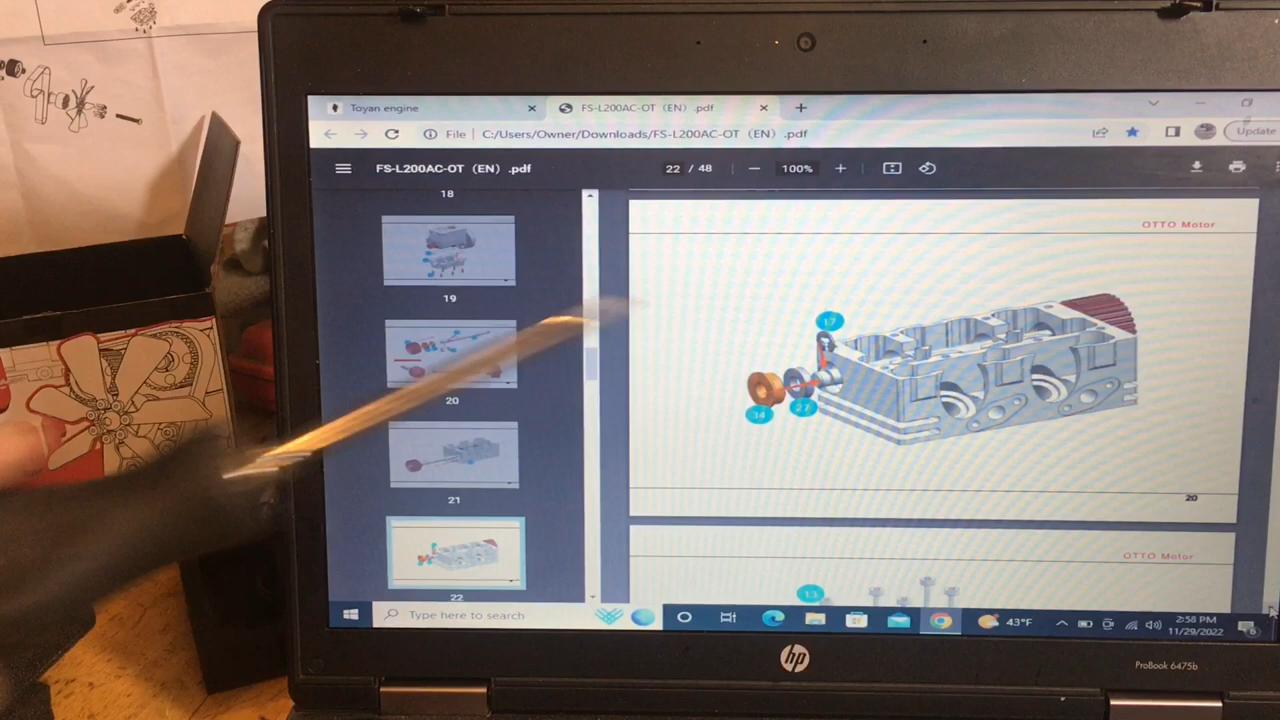 Toyan engine
FS-L200AC-OT（EN）.pdf
File
C:/Users/Owner/Downloads/FS-L200AC-OT（EN）.pdf
Update
FS-L200AC-OT（EN）.pdf
22 / 48
100%
18
19
20
21
22
OTTO Motor
17
34
27
20
OTTO Motor
13
Type here to search
43°F
2:58 PM
11/29/2022
6
hp
ProBook 6475b